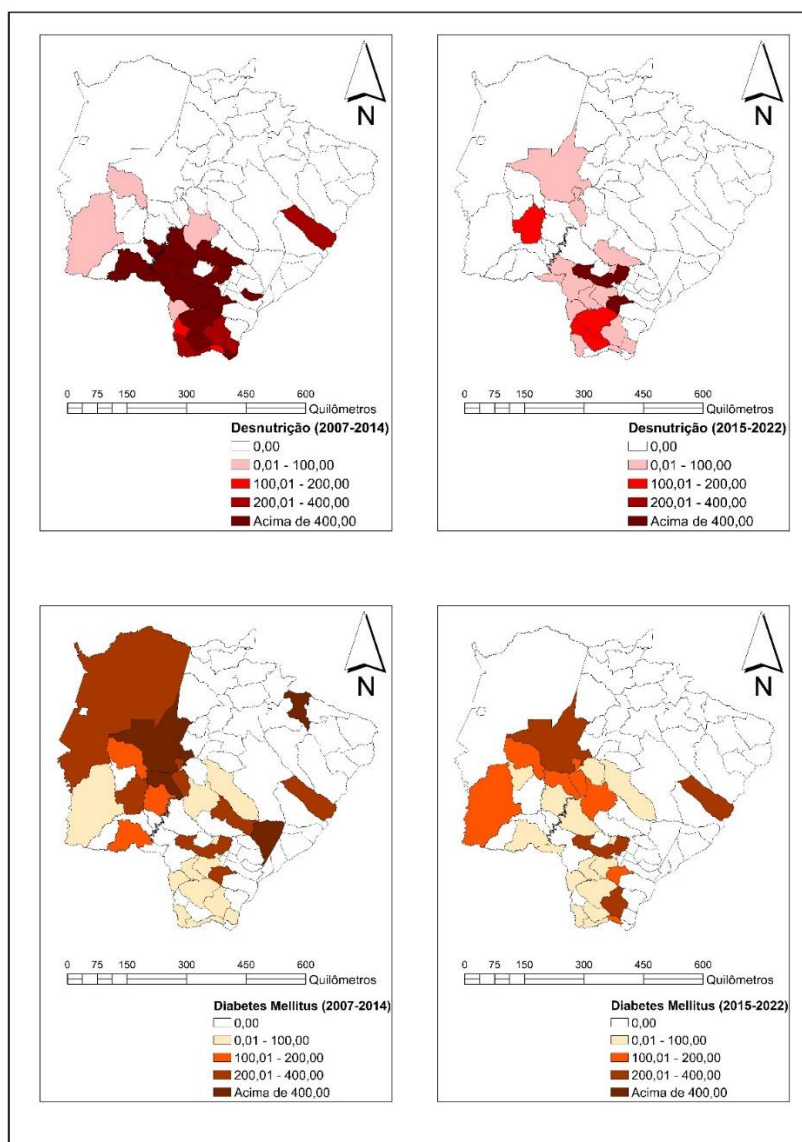 N
0 75 150 300 450 600
Quilômetros
Desnutrição (2007-2014)
0,00
0,01 - 100,00
100,01 - 200,00
200,01 - 400,00
Acima de 400,00
N
0 75 150 300 450 600
Quilômetros
Desnutrição (2015-2022)
0,00
0,01 - 100,00
100,01 - 200,00
200,01 - 400,00
Acima de 400,00
N
0 75 150 300 450 600
Quilômetros
Diabetes Mellitus (2007-2014)
0,00
0,01 - 100,00
100,01 - 200,00
200,01 - 400,00
Acima de 400,00
N
0 75 150 300 450 600
Quilômetros
Diabetes Mellitus (2015-2022)
0,00
0,01 - 100,00
100,01 - 200,00
200,01 - 400,00
Acima de 400,00